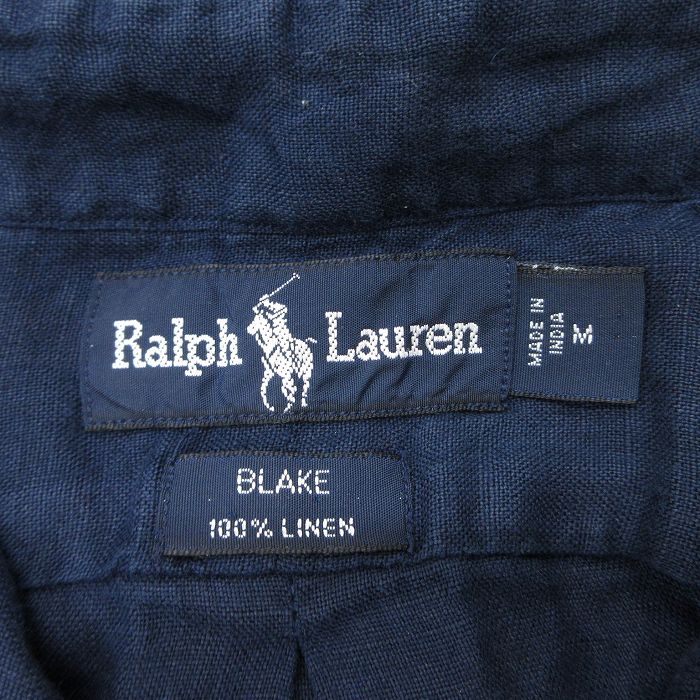 Ralph Lauren
MADE IN
INDIA
M
BLAKE
100% LINEN